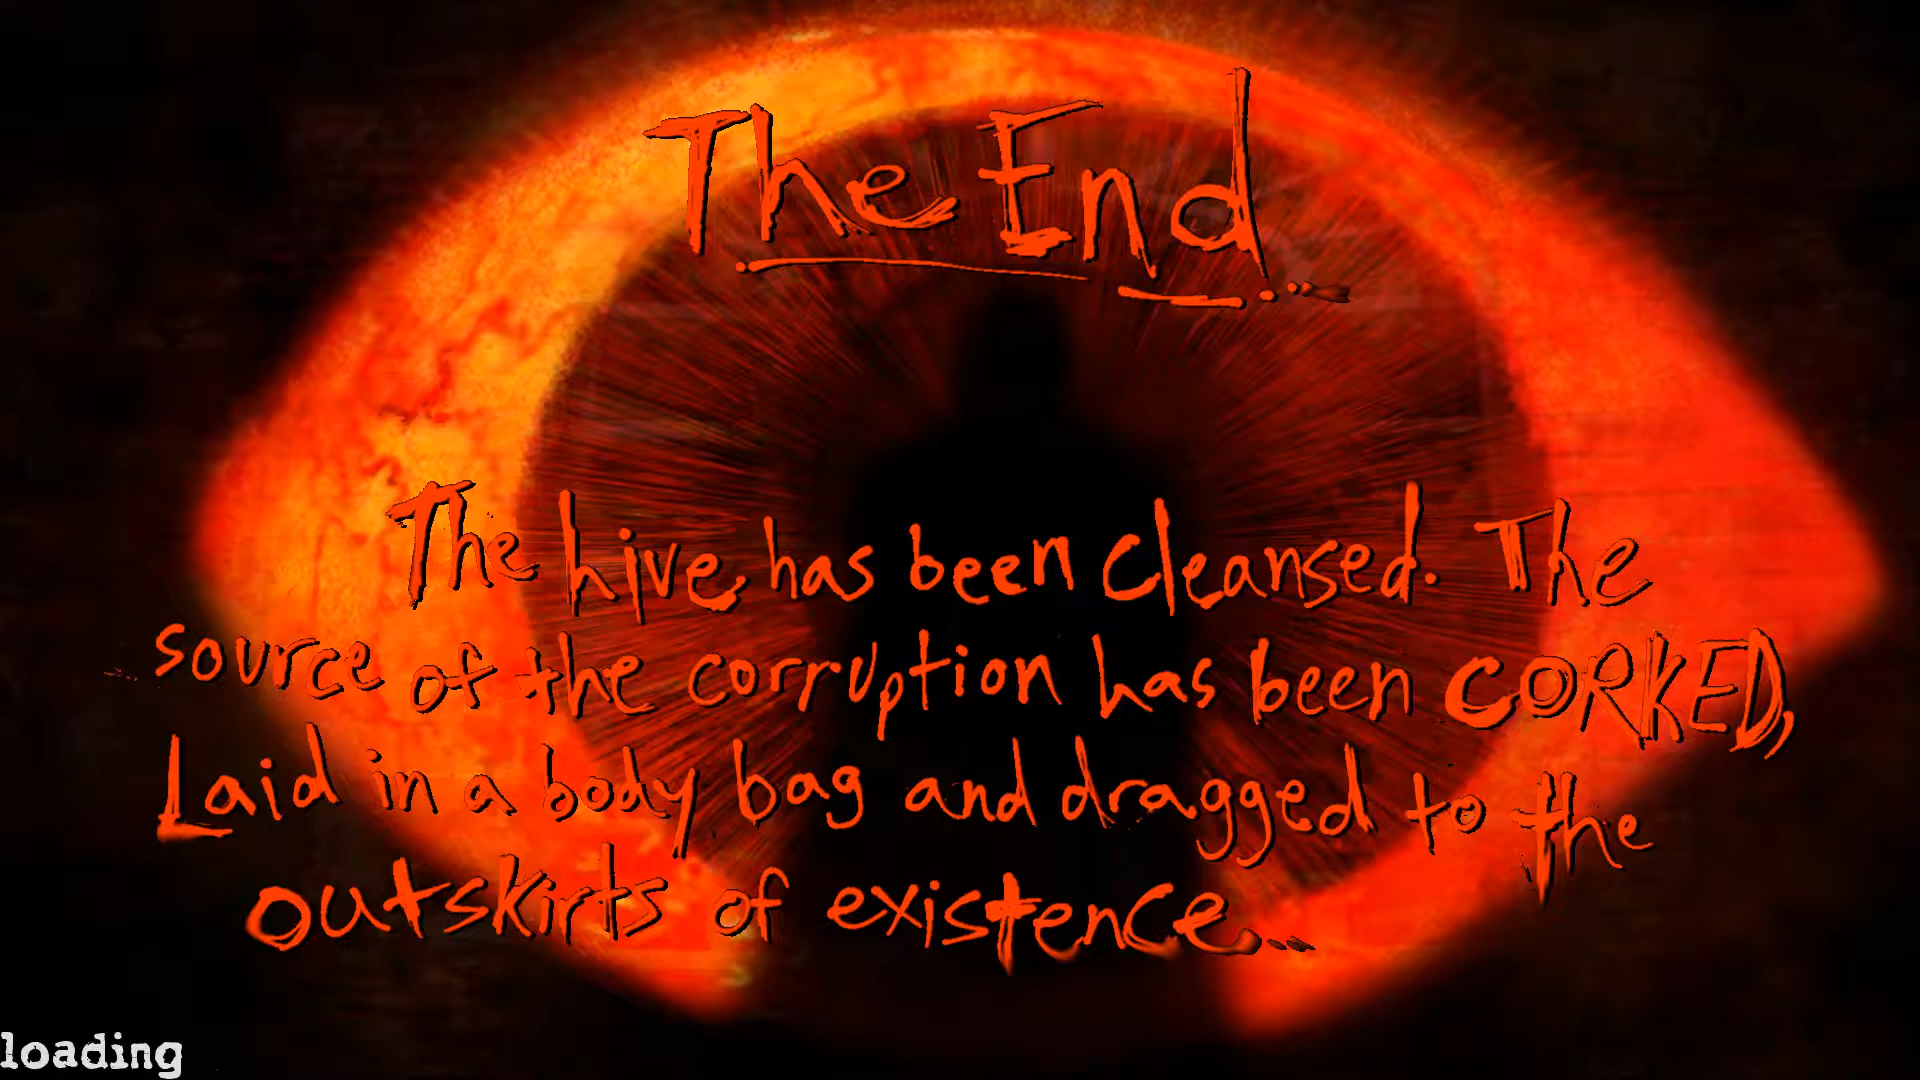 The End
The hive has been cleansed. The
source of the corruption has been CORKED,
Laid in a body bag and dragged to the
outskirts of existence...
loading